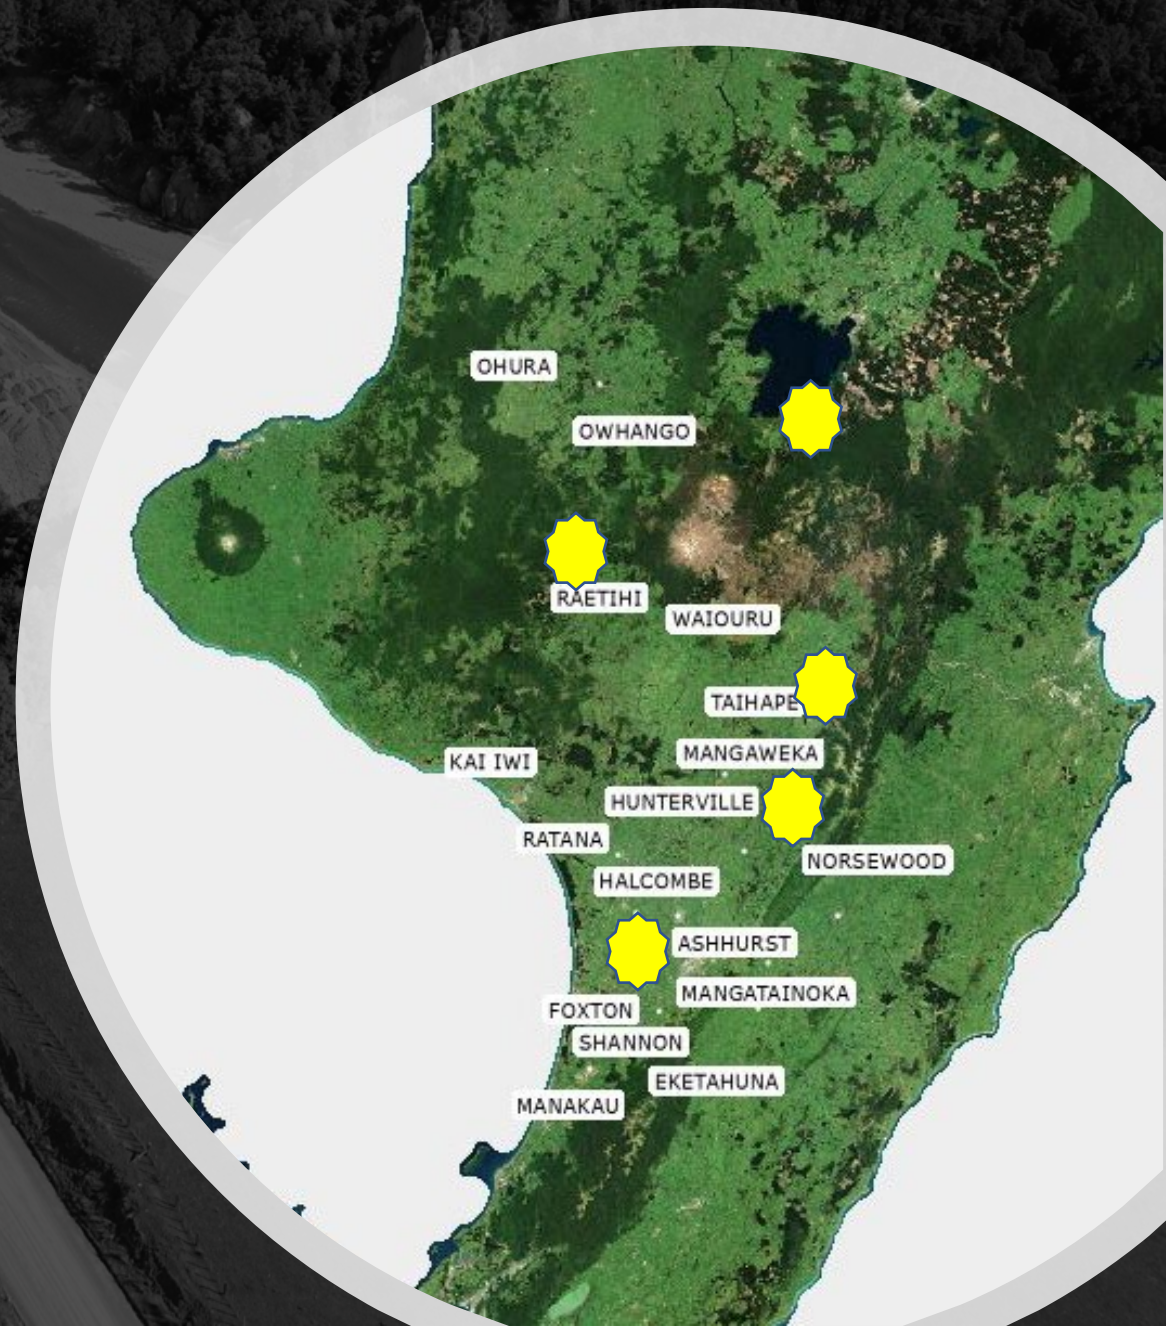 OHURA
OWHANGO
RAETIHI
WAIOURU
TAIHAPE
MANGAWEKA
KAI IWI
HUNTERVILLE
RATANA
NORSEWOOD
HALCOMBE
ASHHURST
MANGATAINOKA
FOXTON
SHANNON
EKETAHUNA
MANAKAU